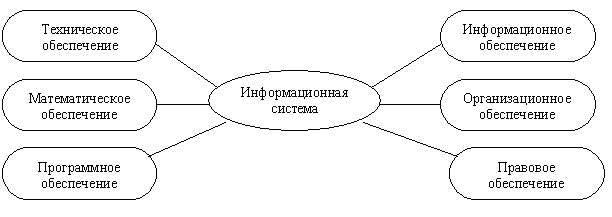 Техническое
обеспечение
Информационное
обеспечение
Математическое
обеспечение
Информационная
система
Организационное
обеспечение
Программное
обеспечение
Правовое
обеспечение